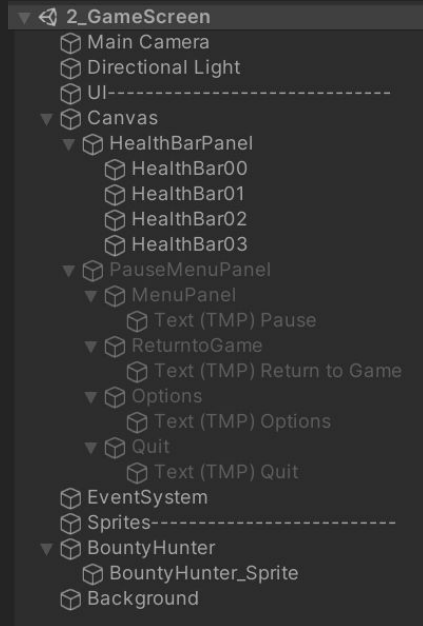 2_GameScreen
Main Camera
Directional Light
UI-----------------------------
Canvas
HealthBarPanel
HealthBar00
HealthBar01
HealthBar02
HealthBar03
PauseMenuPanel
MenuPanel
Text (TMP) Pause
ReturntoGame
Text (TMP) Return to Game
Options
Text (TMP) Options
Quit
Text (TMP) Quit
EventSystem
Sprites-------------------------
BountyHunter
BountyHunter_Sprite
Background